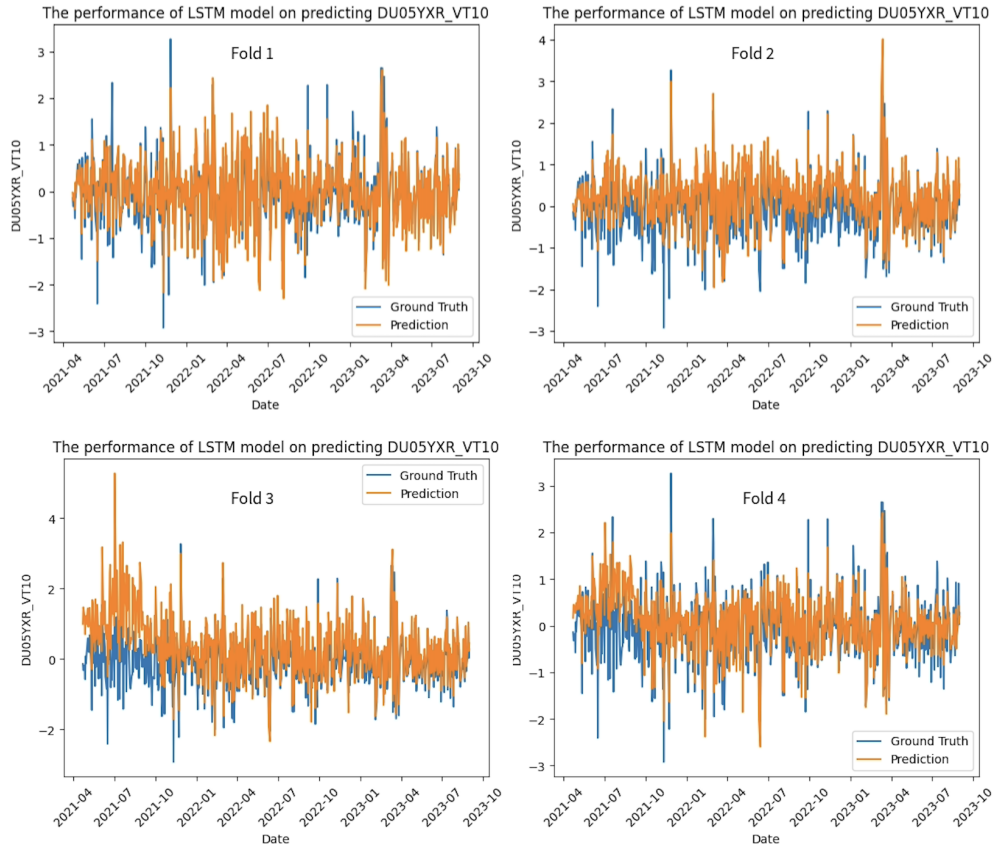 The performance of LSTM model on predicting DU05YXR_VT10
Fold 1
DU05YXR_VT10
3
2
1
0
−1
−2
−3
Ground Truth
Prediction
2021-04
2021-07
2021-10
2022-01
2022-04
2022-07
2022-10
2023-01
2023-04
2023-07
2023-10
Date
The performance of LSTM model on predicting DU05YXR_VT10
Fold 2
DU05YXR_VT10
4
3
2
1
0
−1
−2
−3
Ground Truth
Prediction
2021-04
2021-07
2021-10
2022-01
2022-04
2022-07
2022-10
2023-01
2023-04
2023-07
2023-10
Date
The performance of LSTM model on predicting DU05YXR_VT10
Ground Truth
Prediction
Fold 3
DU05YXR_VT10
4
2
0
−2
2021-04
2021-07
2021-10
2022-01
2022-04
2022-07
2022-10
2023-01
2023-04
2023-07
2023-10
Date
The performance of LSTM model on predicting DU05YXR_VT10
Fold 4
DU05YXR_VT10
3
2
1
0
−1
−2
−3
Ground Truth
Prediction
2021-04
2021-07
2021-10
2022-01
2022-04
2022-07
2022-10
2023-01
2023-04
2023-07
2023-10
Date